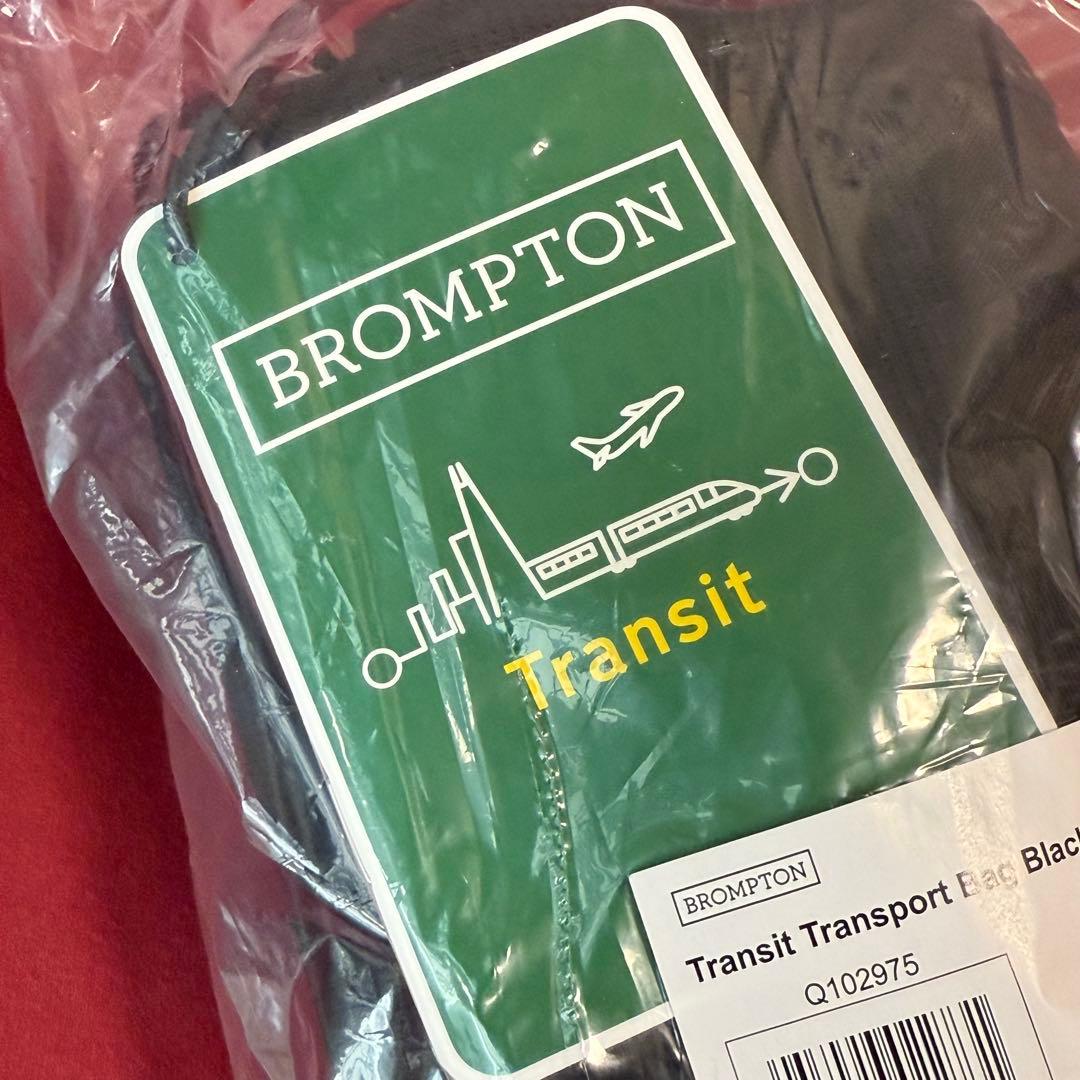 BROMPTON
Transit
BROMPTON
Transit Transport Bag Black
Q102975